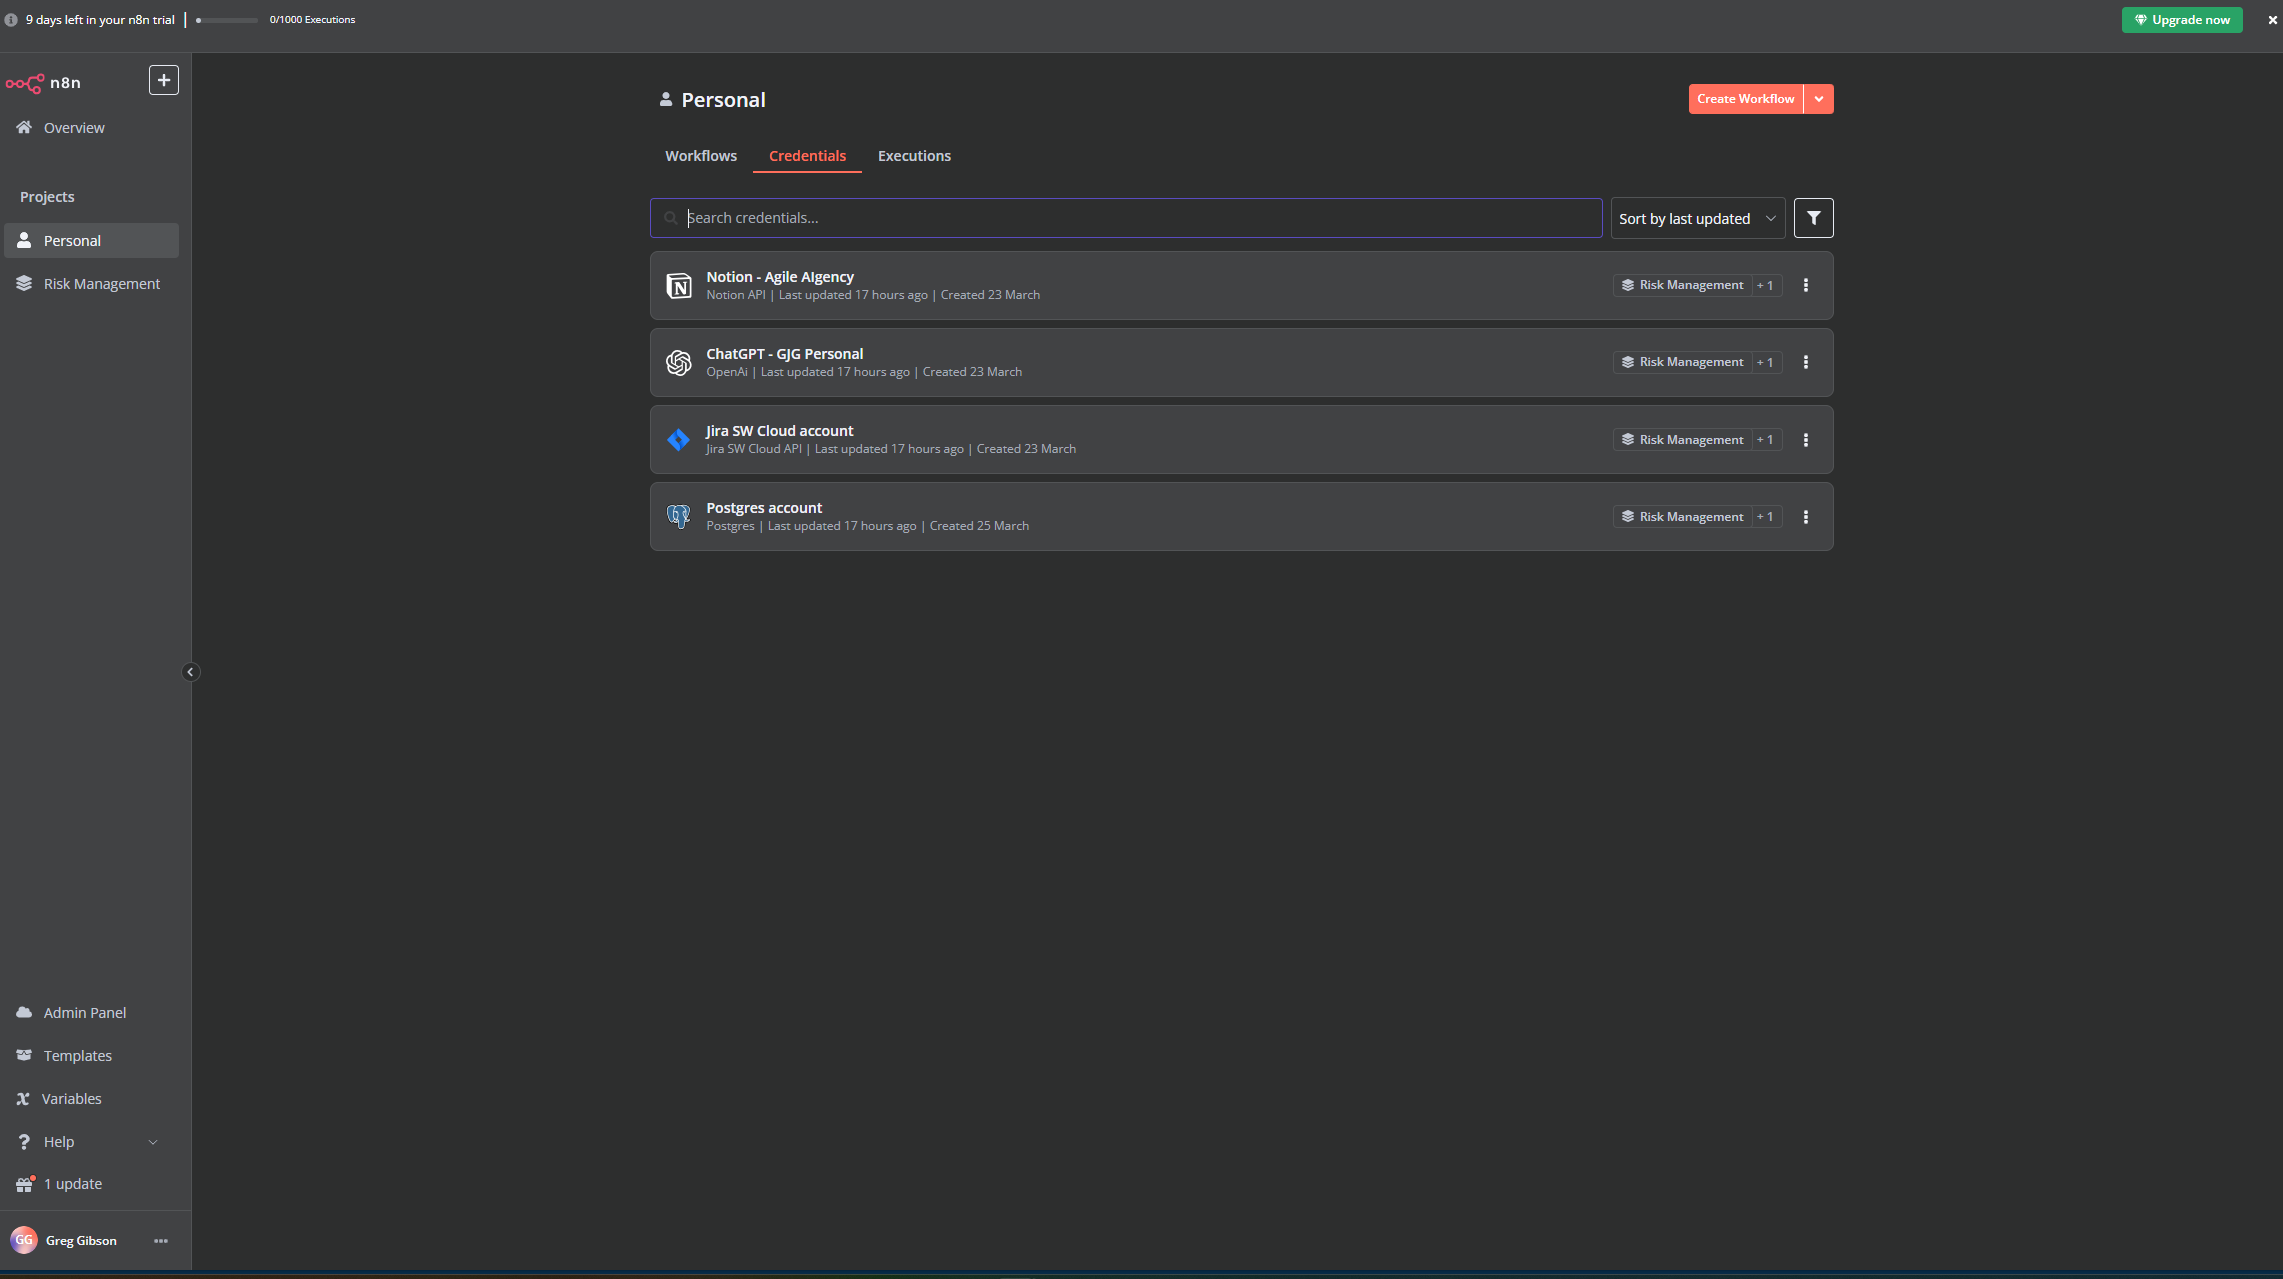 9 days left in your n8n trial
0/1000 Executions
Upgrade now
n8n
Overview
Projects
Personal
Risk Management
Admin Panel
Templates
Variables
Help
1 update
GG
Greg Gibson
Personal
Create Workflow
Workflows
Credentials
Executions
Search credentials...
Sort by last updated
Notion - Agile AIgency
Notion API | Last updated 17 hours ago | Created 23 March
Risk Management + 1
ChatGPT - GJG Personal
OpenAi | Last updated 17 hours ago | Created 23 March
Risk Management + 1
Jira SW Cloud account
Jira SW Cloud API | Last updated 17 hours ago | Created 23 March
Risk Management + 1
Postgres account
Postgres | Last updated 17 hours ago | Created 25 March
Risk Management + 1